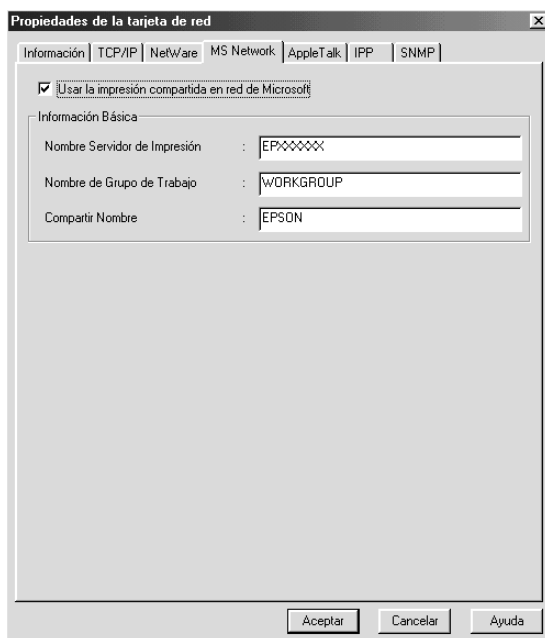 Propiedades de la tarjeta de red
Información TCP/IP NetWare MS Network AppleTalk IPP SNMP
Usar la impresión compartida en red de Microsoft
Información Básica
Nombre Servidor de Impresión : EPXXXXXX
Nombre de Grupo de Trabajo : WORKGROUP
Compartir Nombre : EPSON
Aceptar Cancelar Ayuda